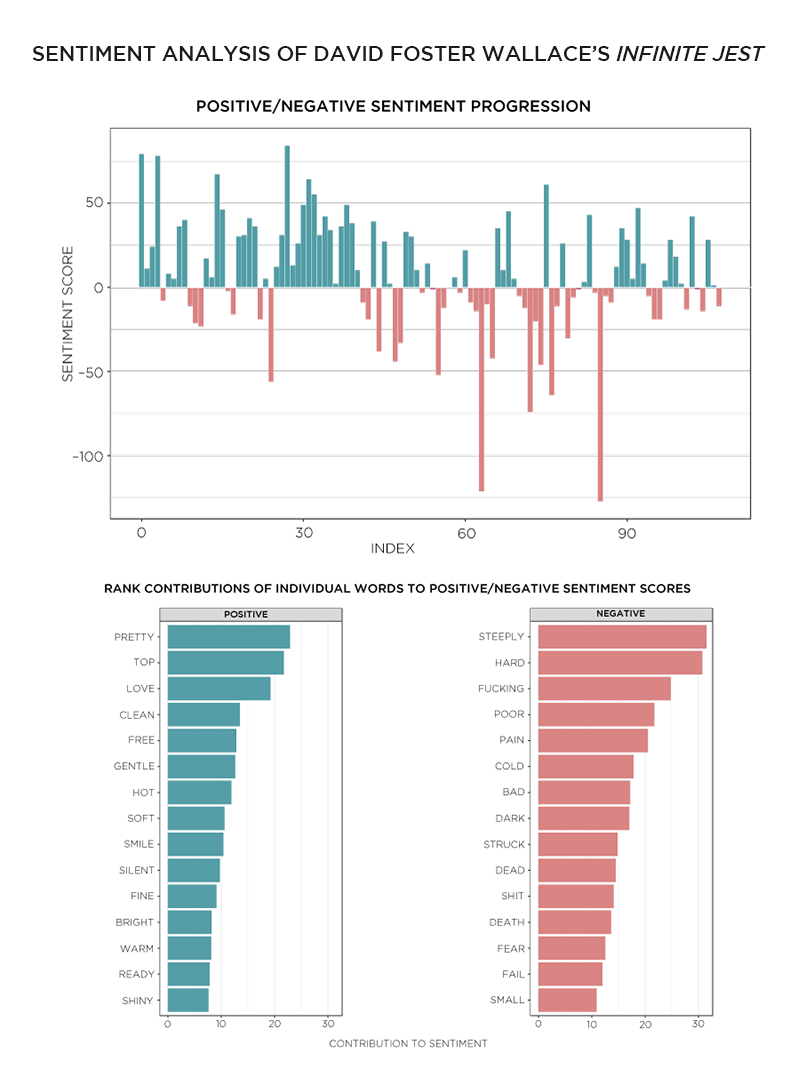 SENTIMENT ANALYSIS OF DAVID FOSTER WALLACE’S INFINITE JEST
POSITIVE/NEGATIVE SENTIMENT PROGRESSION
SENTIMENT SCORE
50
0
−50
−100
0 30 60 90
INDEX
RANK CONTRIBUTIONS OF INDIVIDUAL WORDS TO POSITIVE/NEGATIVE SENTIMENT SCORES
POSITIVE
PRETTY
TOP
LOVE
CLEAN
FREE
GENTLE
HOT
SOFT
SMILE
SILENT
FINE
BRIGHT
WARM
READY
SHINY
0 10 20 30
NEGATIVE
STEEPLY
HARD
FUCKING
POOR
PAIN
COLD
BAD
DARK
STRUCK
DEAD
SHIT
DEATH
FEAR
FAIL
SMALL
0 10 20 30
CONTRIBUTION TO SENTIMENT